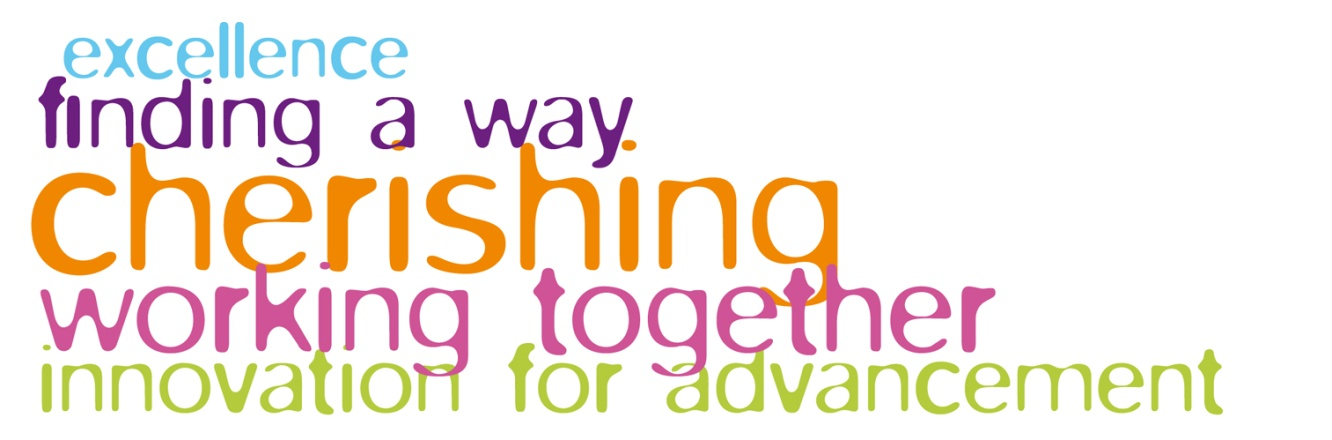 excellence
finding a way
cherishing
working together
innovation for advancement